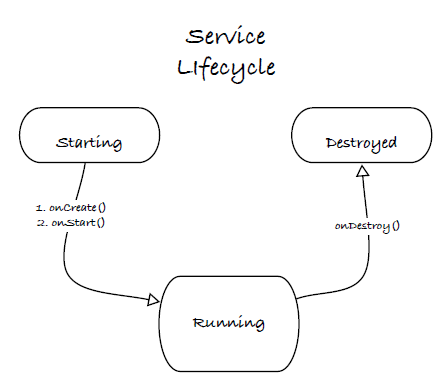 Service
LIfecycle
Starting
Destroyed
1. onCreate()
2. onStart()
onDestroy()
Running